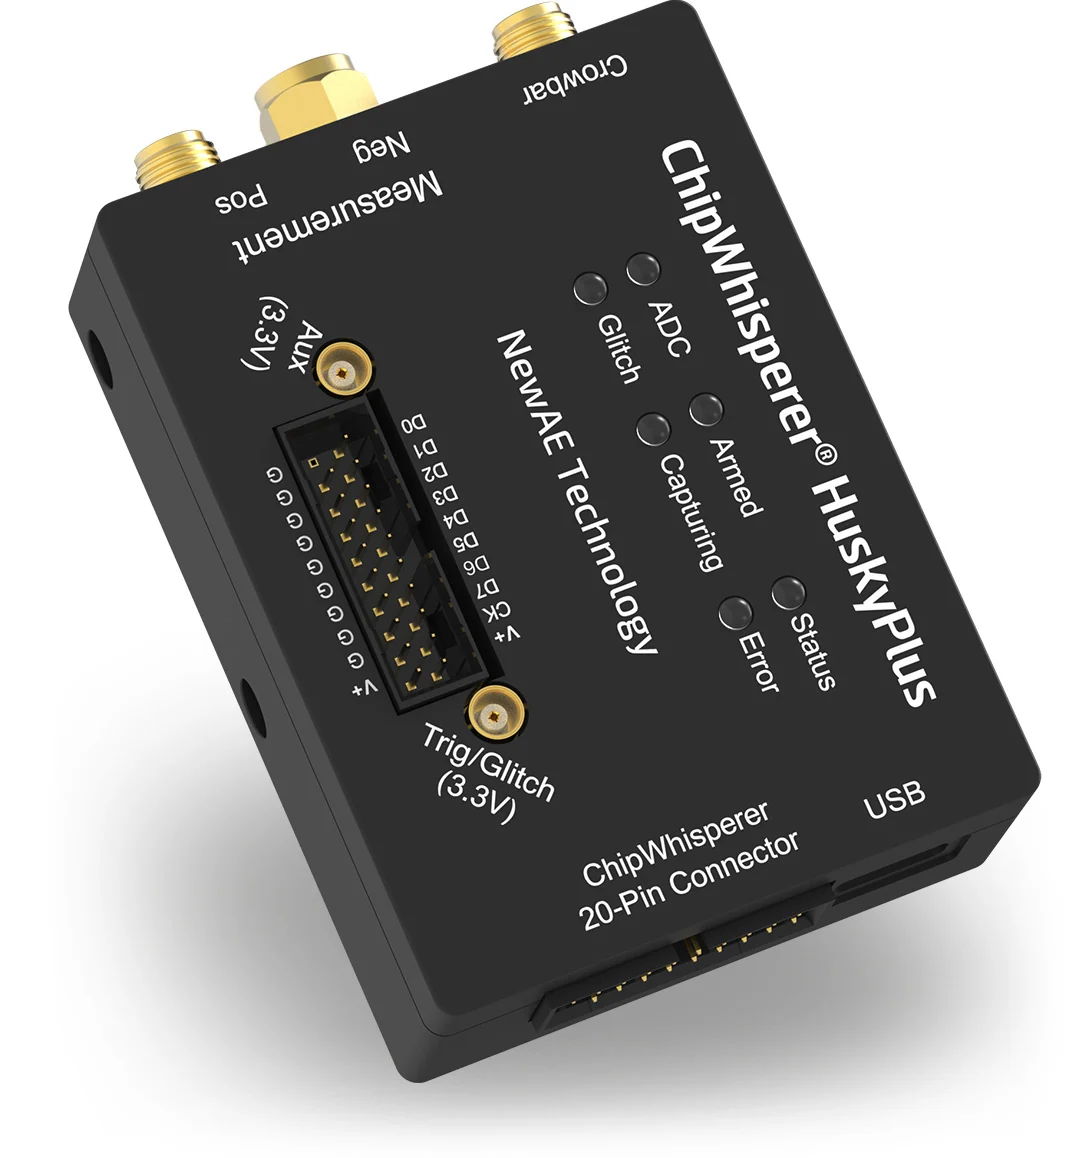 Crowbar
Neg
Pos
Measurement
ChipWhisperer® HuskyPlus
NewAE Technology
ADC
Glitch
Armed
Capturing
Status
Error
Aux
(3.3V)
D0
D1
D2
D3
D4
D5
D6
D7
CK
V+
G
G
G
G
G
G
G
G
G
V+
Trig/Glitch
(3.3V)
ChipWhisperer
20-Pin Connector
USB